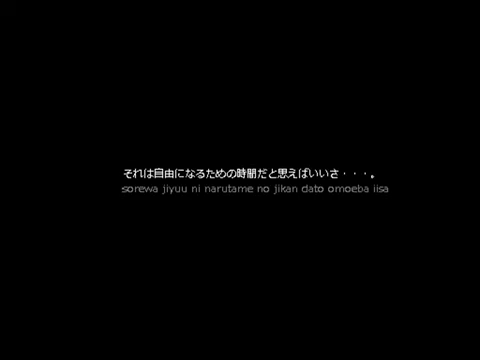 それは自由になるための時間だと思えばいいさ・・・。
sorewa jiyuu ni narutame no jikan dato omoeba iisa